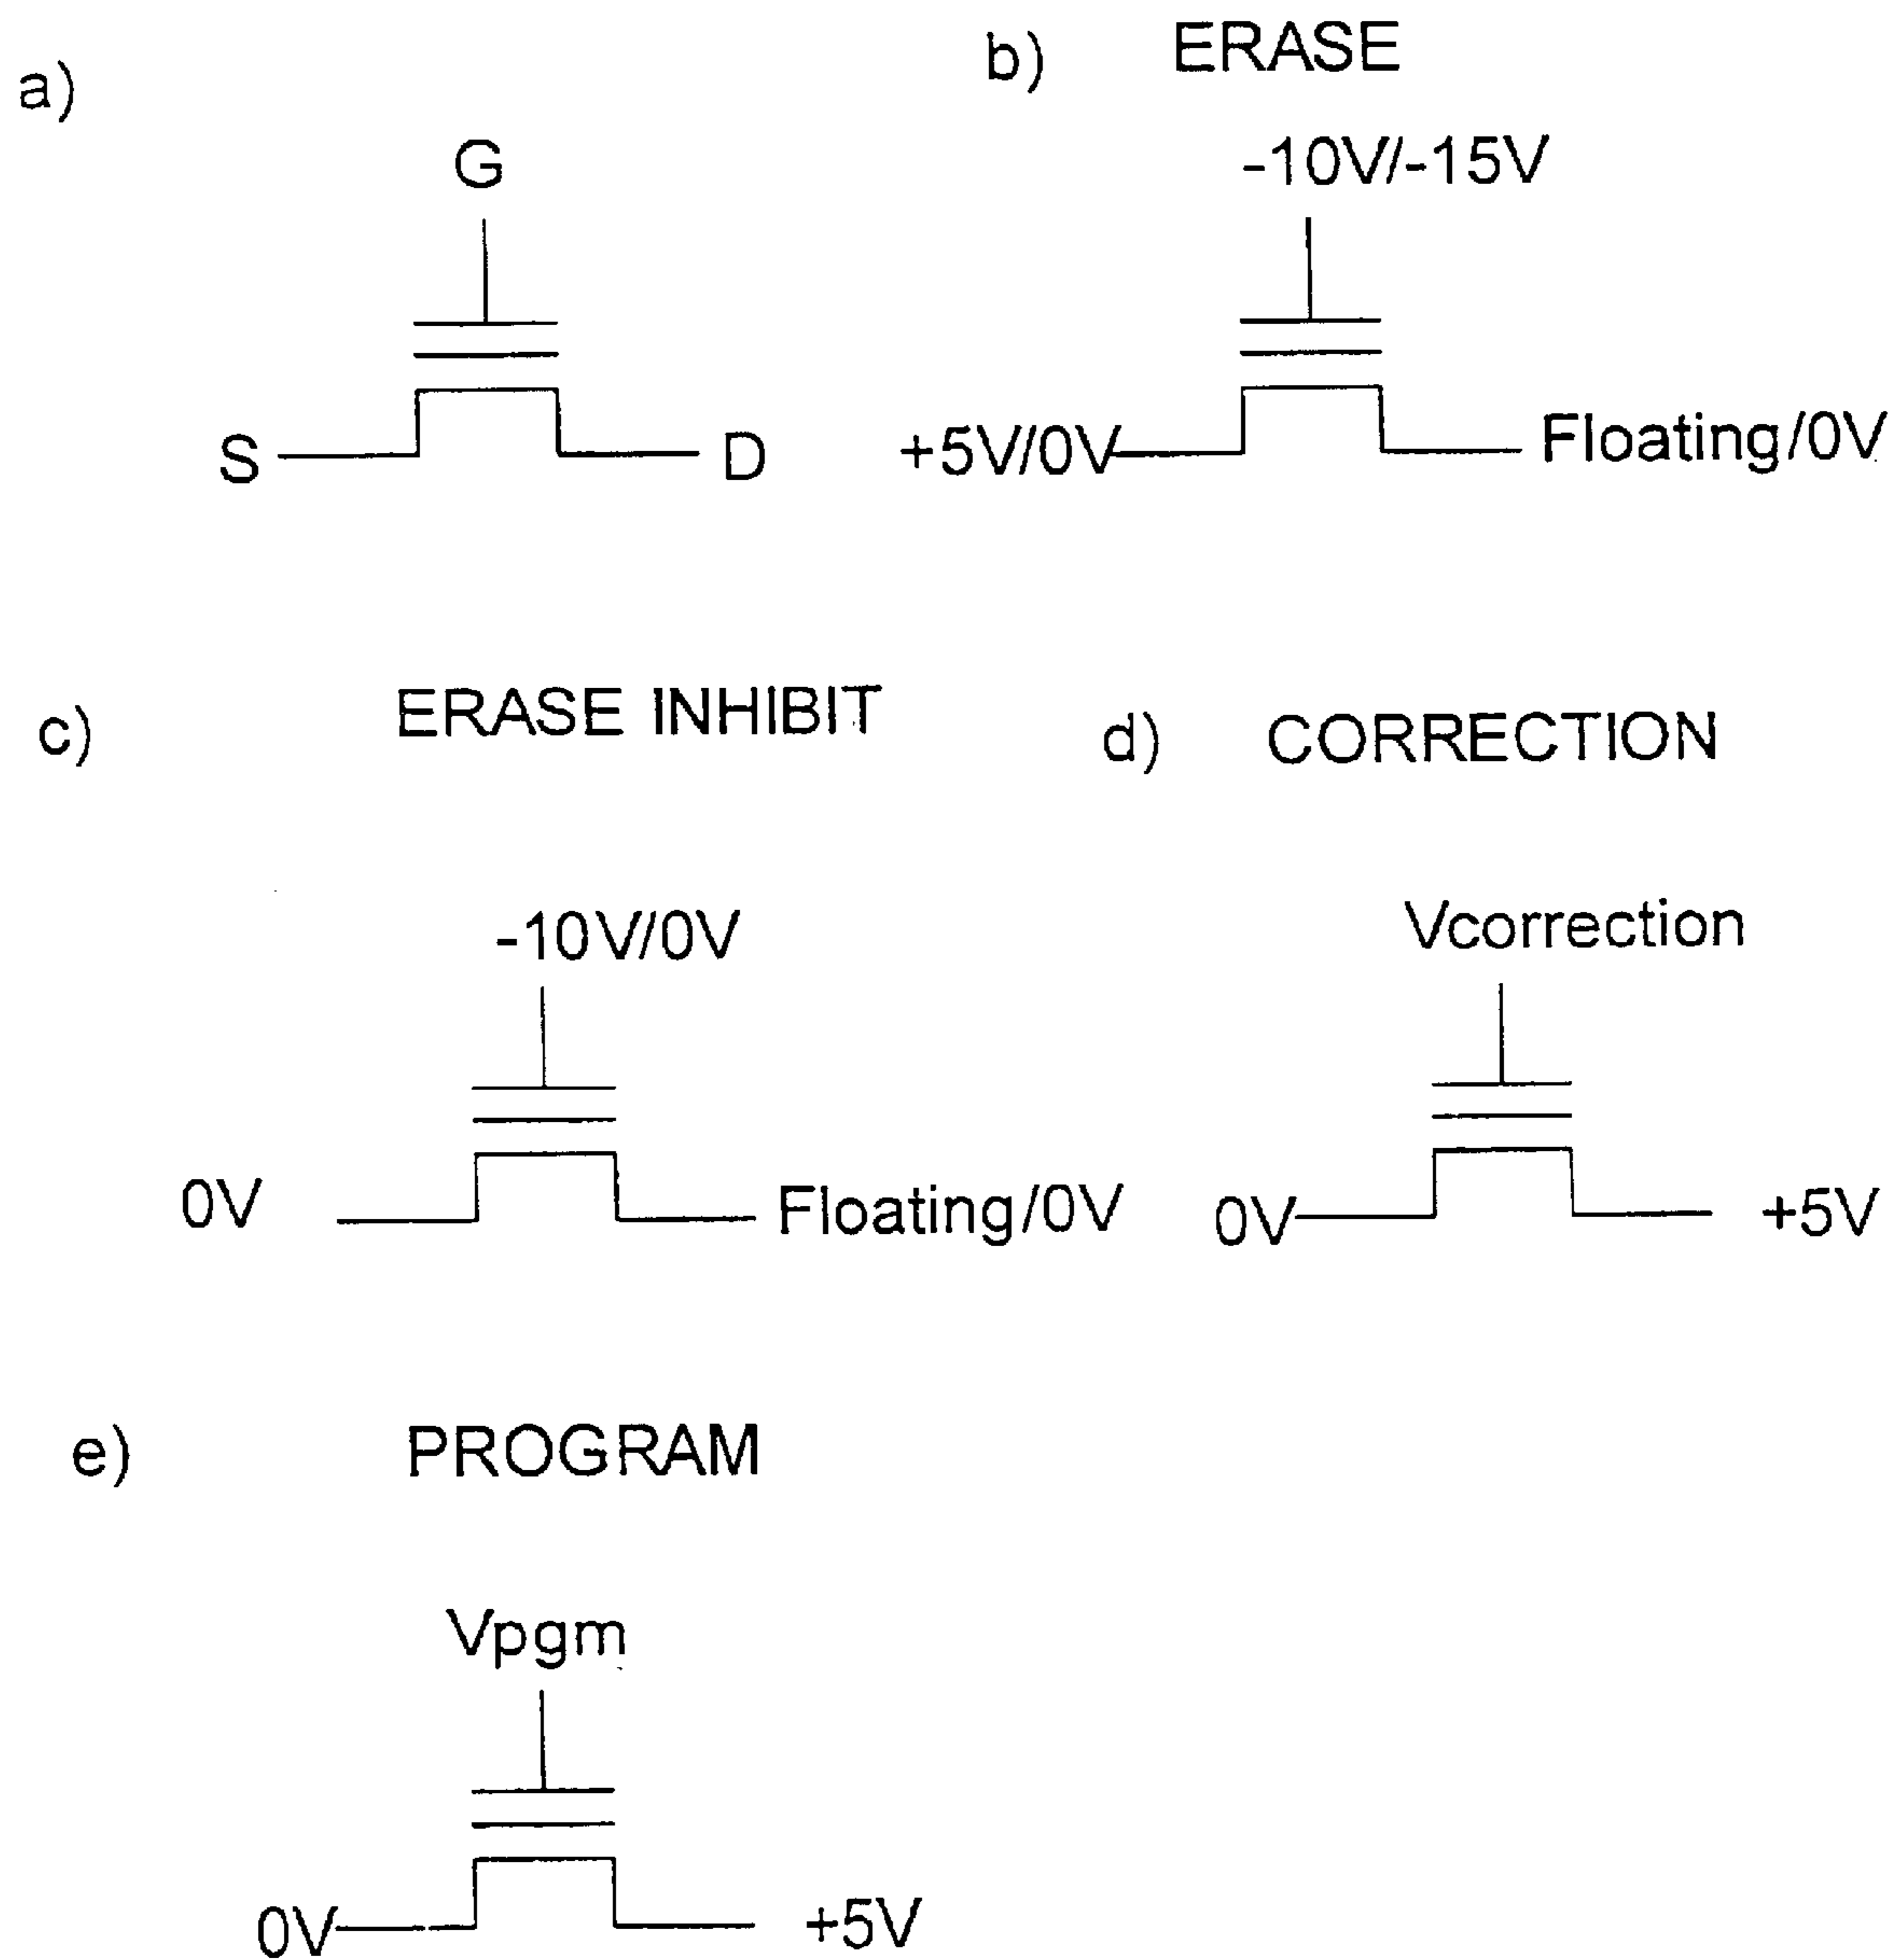 a)
G
S
D
b) ERASE
-10V/-15V
+5V/0V
Floating/0V
c) ERASE INHIBIT
-10V/0V
0V
Floating/0V
d) CORRECTION
Vcorrection
0V
+5V
e) PROGRAM
Vpgm
0V
+5V